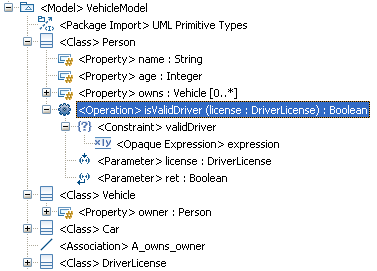 <Model> VehicleModel
<Package Import> UML Primitive Types
<Class> Person
<Property> name : String
<Property> age : Integer
<Property> owns : Vehicle [0..*]
<Operation> isValidDriver (license : DriverLicense) : Boolean
{?} <Constraint> validDriver
x|y <Opaque Expression> expression
<Parameter> license : DriverLicense
<Parameter> ret : Boolean
<Class> Vehicle
<Property> owner : Person
<Class> Car
<Association> A_owns_owner
<Class> DriverLicense